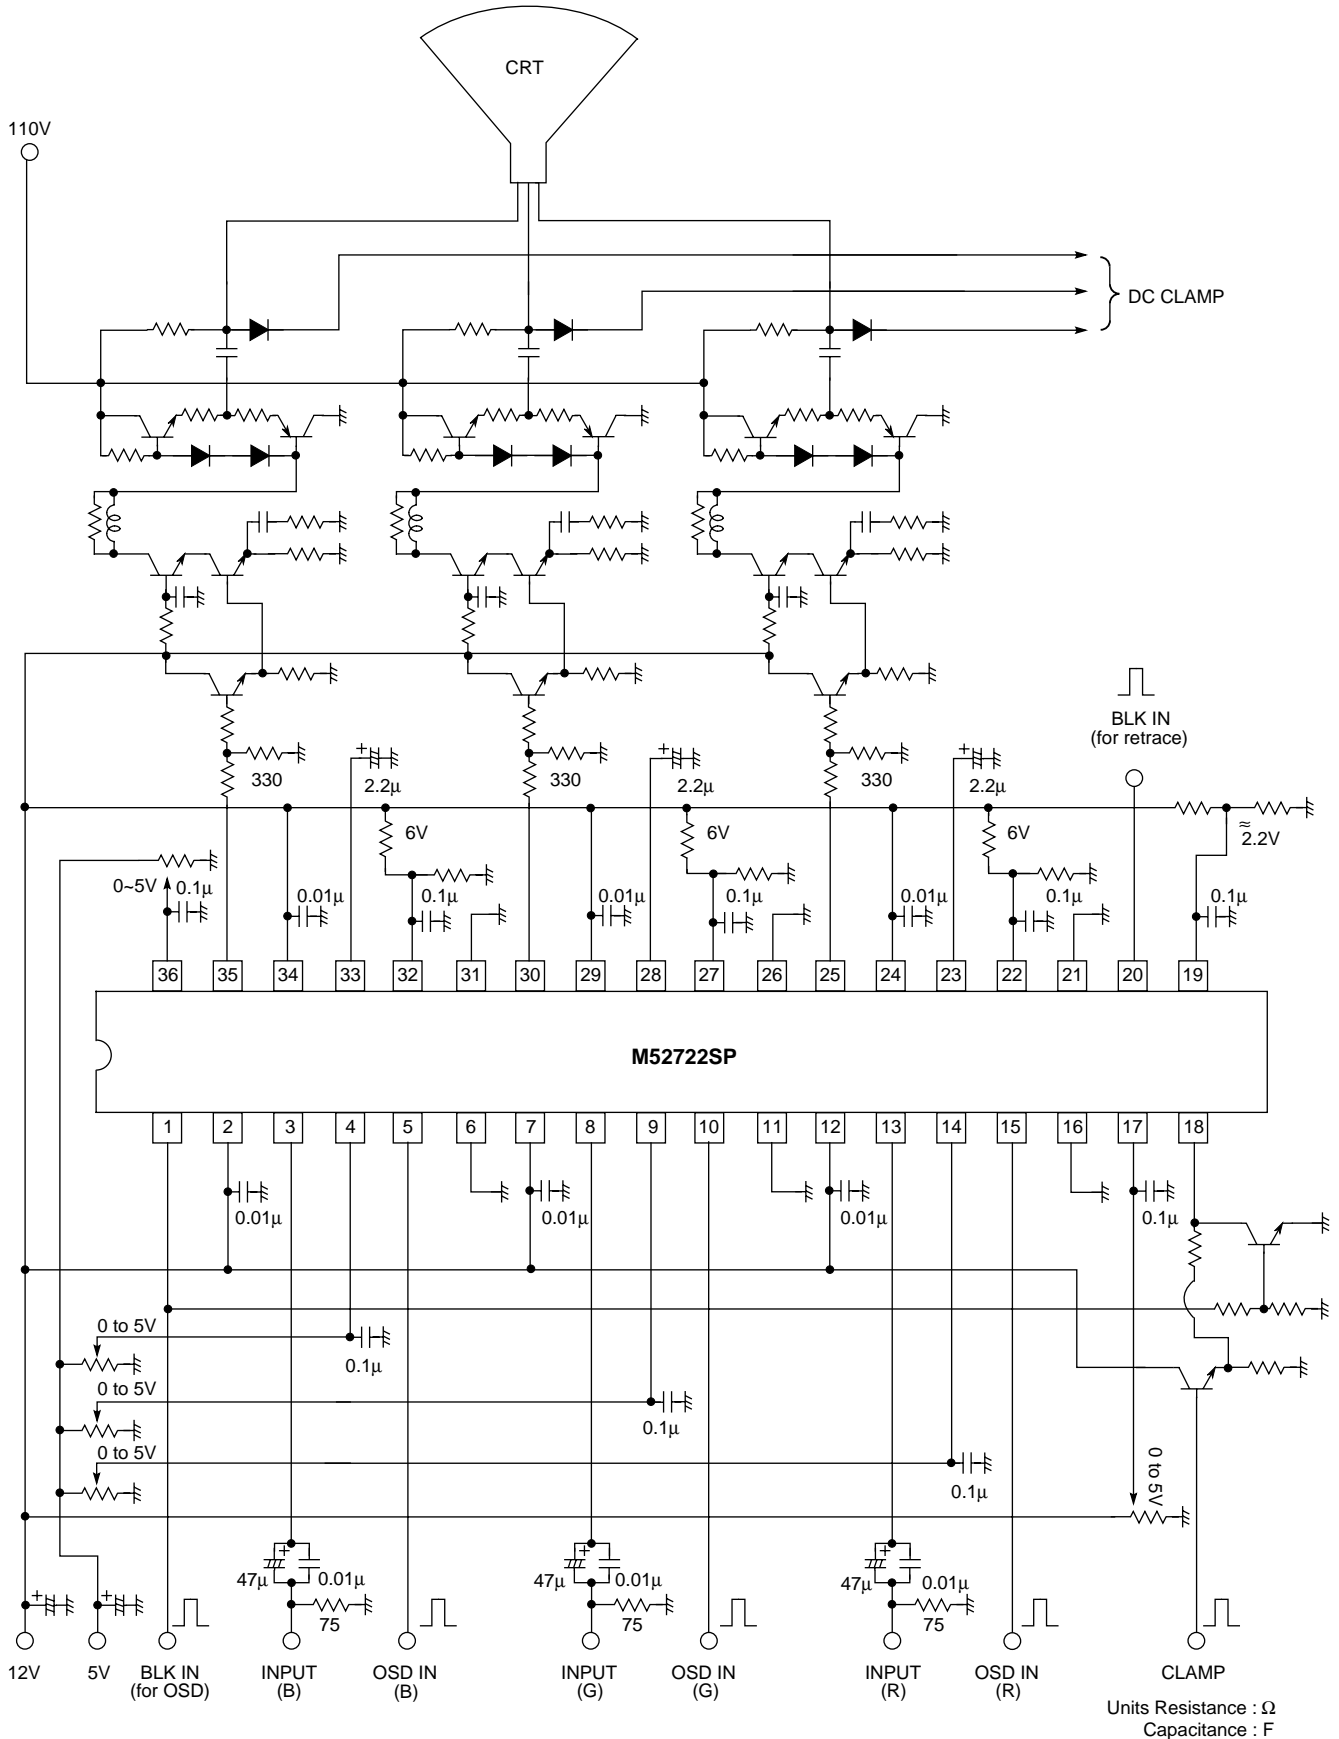 CRT
110V
DC CLAMP
BLK IN
(for retrace)
330
2.2μ
330
2.2μ
330
2.2μ
6V
6V
6V
≈
2.2V
0~5V
0.1μ
0.01μ
0.1μ
0.01μ
0.1μ
0.01μ
0.1μ
0.1μ
36 35 34 33 32 31 30 29 28 27 26 25 24 23 22 21 20 19
M52722SP
1 2 3 4 5 6 7 8 9 10 11 12 13 14 15 16 17 18
0.01μ
0.01μ
0.01μ
0.1μ
0 to 5V
0.1μ
0 to 5V
0.1μ
0 to 5V
0.1μ
0 to 5V
47μ
0.01μ
75
47μ
0.01μ
75
47μ
0.01μ
75
12V
5V
BLK IN
(for OSD)
INPUT
(B)
OSD IN
(B)
INPUT
(G)
OSD IN
(G)
INPUT
(R)
OSD IN
(R)
CLAMP
Units Resistance : Ω
Capacitance : F